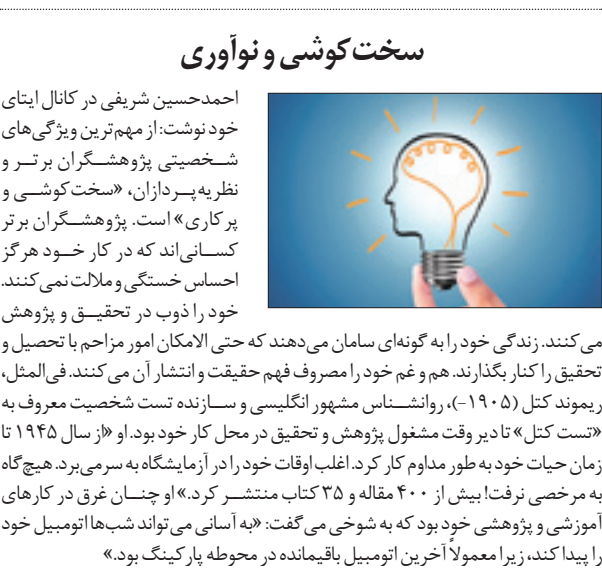 سخت‌کوشی و نوآوری
احمدحسین شریفی در کانال ایتای
خود نوشت: از مهم‌ترین ویژگی‌های
شخصیتی پژوهشگران برتر و
نظریه‌پردازان، «سخت‌کوشی و
پرکاری» است. پژوهشگران برتر
کسانی‌اند که در کار خود هرگز
احساس خستگی و ملالت نمی‌کنند.
خود را ذوب در تحقیق و پژوهش
می‌کنند. زندگی خود را به گونه‌ای سامان می‌دهند که حتی الامکان امور مزاحم با تحصیل و
تحقیق را کنار بگذارند. هم و غم خود را مصروف فهم حقیقت و انتشار آن می‌کنند. فی‌المثل،
ریموند کتل (۱۹۰۵-)، روانشناس مشهور انگلیسی و سازنده تست شخصیت معروف به
«تست کتل» تا دیر وقت مشغول پژوهش و تحقیق در محل کار خود بود. او «از سال ۱۹۴۵ تا
زمان حیات خود به طور مداوم کار کرد. اغلب اوقات خود را در آزمایشگاه به سر می‌برد. هیچ گاه
به مرخصی نرفت! بیش از ۴۰۰ مقاله و ۳۵ کتاب منتشر کرد.» او چنان غرق در کارهای
آموزشی و پژوهشی خود بود که به شوخی می‌گفت: «به آسانی می‌تواند شب‌ها اتومبیل خود
را پیدا کند، زیرا معمولاً آخرین اتومبیل باقیمانده در محوطه پارکینگ بود.»